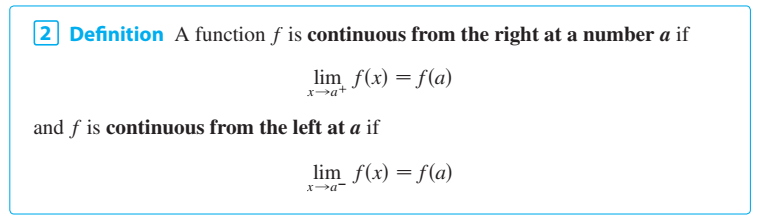 2 Definition A function f is continuous from the right at a number a if
lim x→a⁺ f(x) = f(a)
and f is continuous from the left at a if
lim x→a⁻ f(x) = f(a)